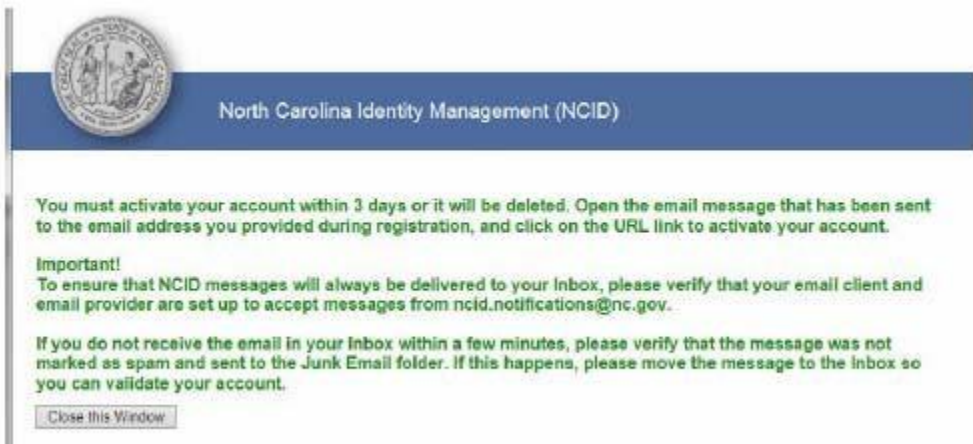 North Carolina Identity Management (NCID)
You must activate your account within 3 days or it will be deleted. Open the email message that has been sent
to the email address you provided during registration, and click on the URL link to activate your account.
Important!
To ensure that NCID messages will always be delivered to your Inbox, please verify that your email client and
email provider are set up to accept messages from ncid.notifications@nc.gov.
If you do not receive the email in your Inbox within a few minutes, please verify that the message was not
marked as spam and sent to the Junk Email folder. If this happens, please move the message to the Inbox so
you can validate your account.
Close this Window